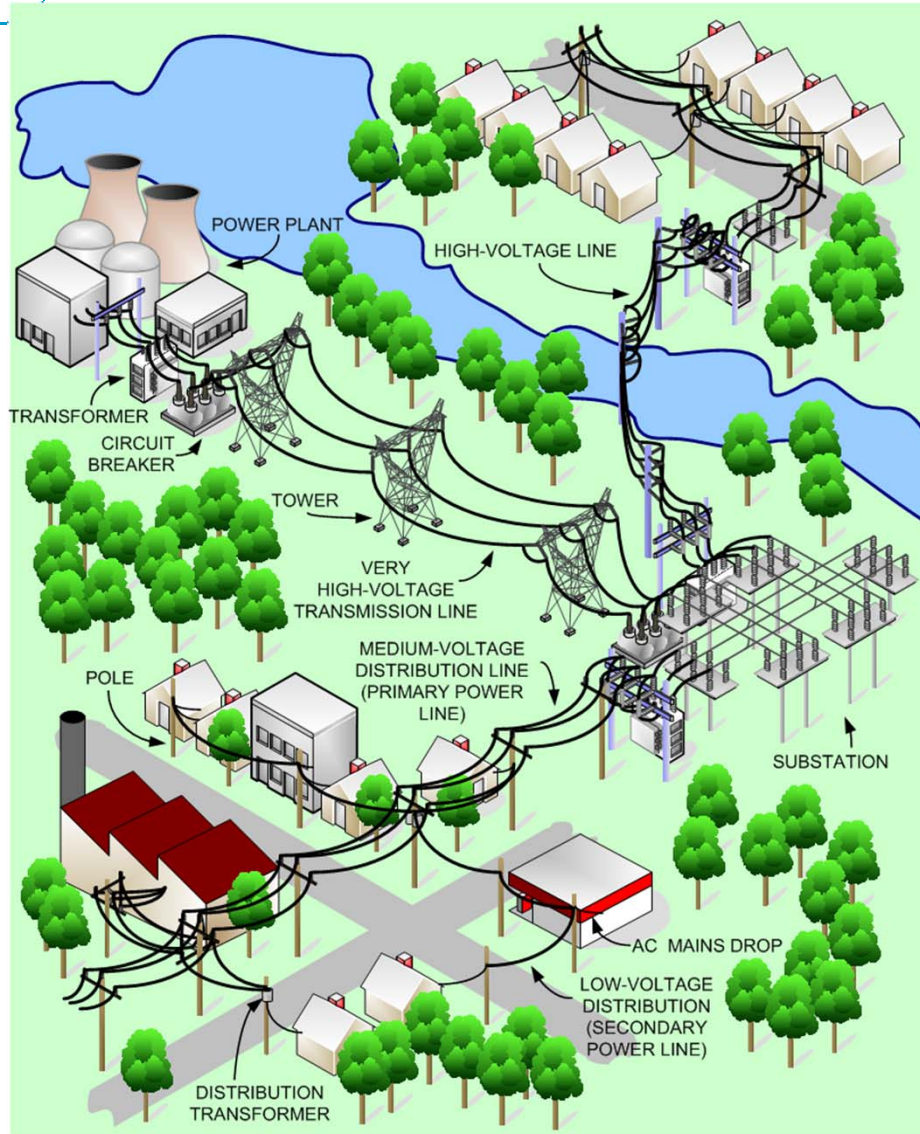 POWER PLANT
HIGH-VOLTAGE LINE
TRANSFORMER
CIRCUIT
BREAKER
TOWER
VERY
HIGH-VOLTAGE
TRANSMISSION LINE
MEDIUM-VOLTAGE
DISTRIBUTION LINE
(PRIMARY POWER
LINE)
POLE
SUBSTATION
AC MAINS DROP
LOW-VOLTAGE
DISTRIBUTION
(SECONDARY
POWER LINE)
DISTRIBUTION
TRANSFORMER